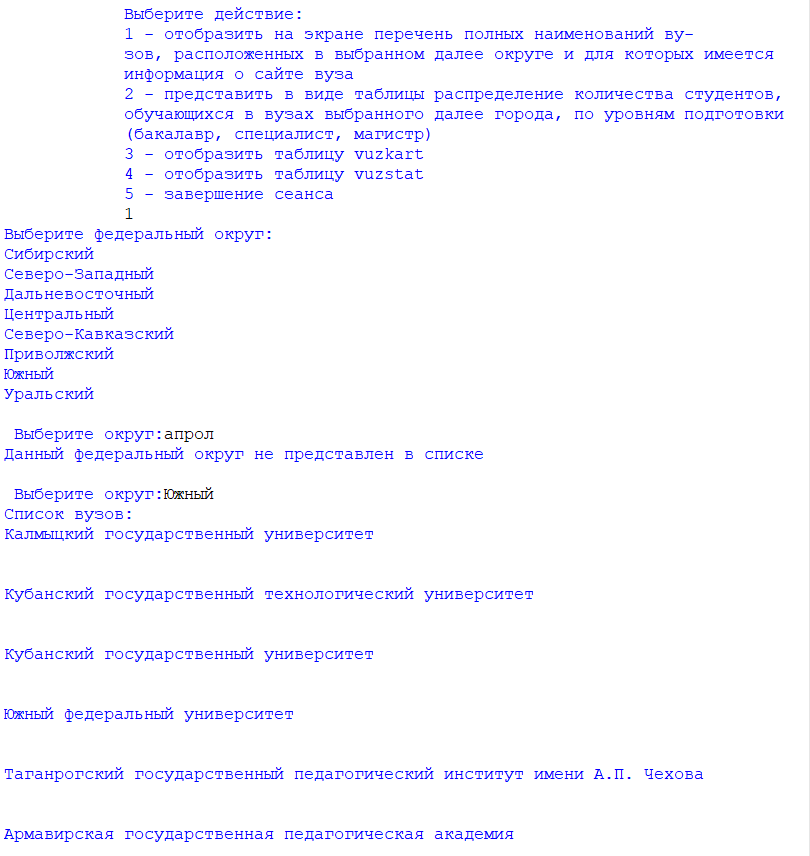 Выберите действие:
1 - отобразить на экране перечень полных наименований ву-
зов, расположенных в выбранном далее округе и для которых имеется
информация о сайте вуза
2 - представить в виде таблицы распределение количества студентов,
обучающихся в вузах выбранного далее города, по уровням подготовки
(бакалавр, специалист, магистр)
3 - отобразить таблицу vuzkart
4 - отобразить таблицу vuzstat
5 - завершение сеанса
1
Выберите федеральный округ:
Сибирский
Северо-Западный
Дальневосточный
Центральный
Северо-Кавказский
Приволжский
Южный
Уральский
Выберите округ:апрол
Данный федеральный округ не представлен в списке
Выберите округ:Южный
Список вузов:
Калмыцкий государственный университет
Кубанский государственный технологический университет
Кубанский государственный университет
Южный федеральный университет
Таганрогский государственный педагогический институт имени А.П. Чехова
Армавирская государственная педагогическая академия